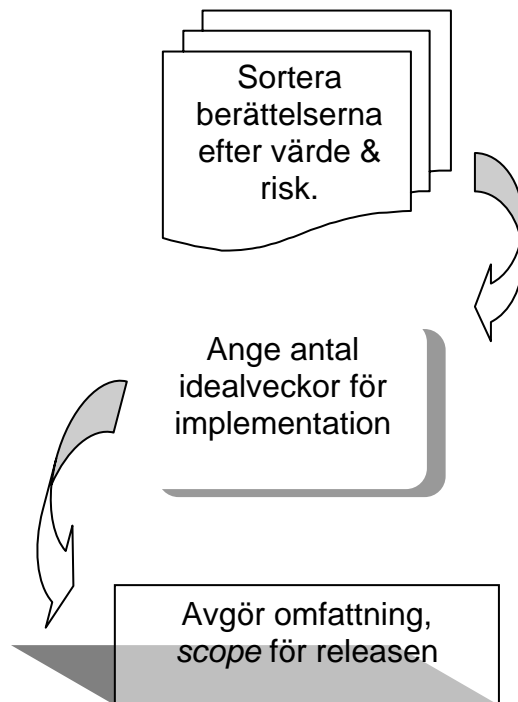 Sortera
berättelserna
efter värde &
risk.
Ange antal
idealveckor för
implementation
Avgör omfattning,
scope för releasen